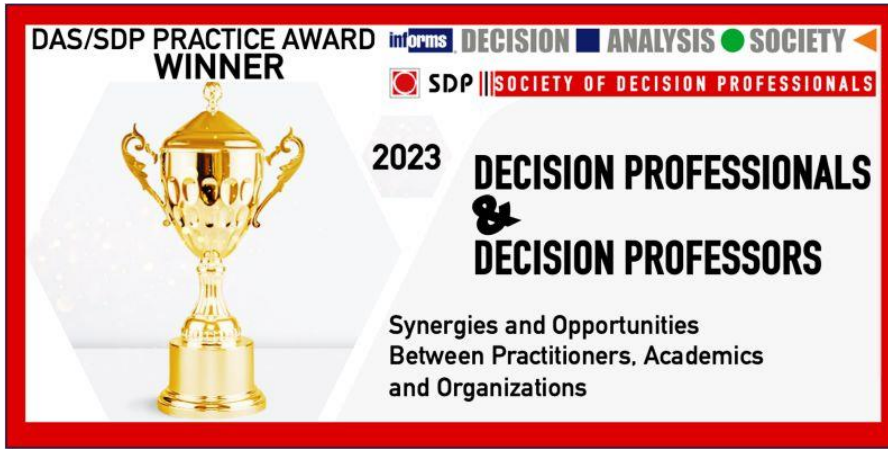 DAS/SDP PRACTICE AWARD
WINNER
informs DECISION ANALYSIS SOCIETY
SDP SOCIETY OF DECISION PROFESSIONALS
2023
DECISION PROFESSIONALS
&
DECISION PROFESSORS
Synergies and Opportunities
Between Practitioners, Academics
and Organizations